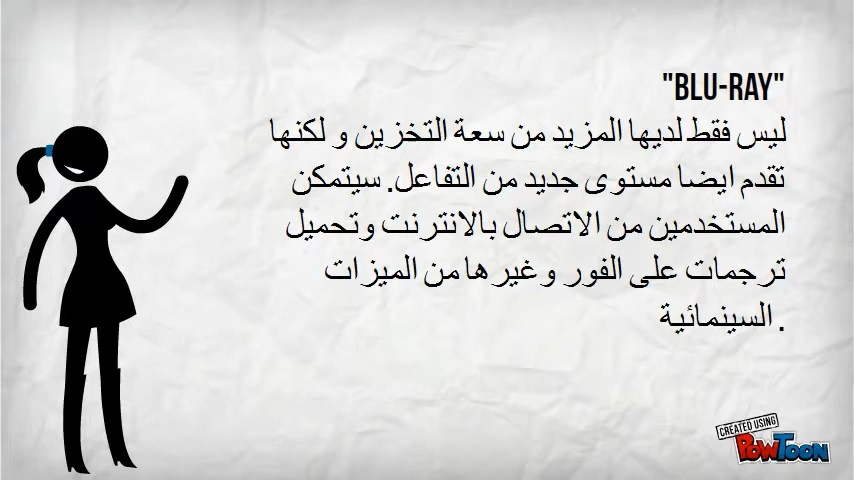 "BLU-RAY"
ليس فقط لديها المزيد من سعة التخزين و لكنها
تقدم ايضا مستوى جديد من التفاعل. سيتمكن
المستخدمين من الاتصال بالانترنت وتحميل
ترجمات على الفور وغيرها من الميزات
السينمائية .
CREATED USING
POWTOON